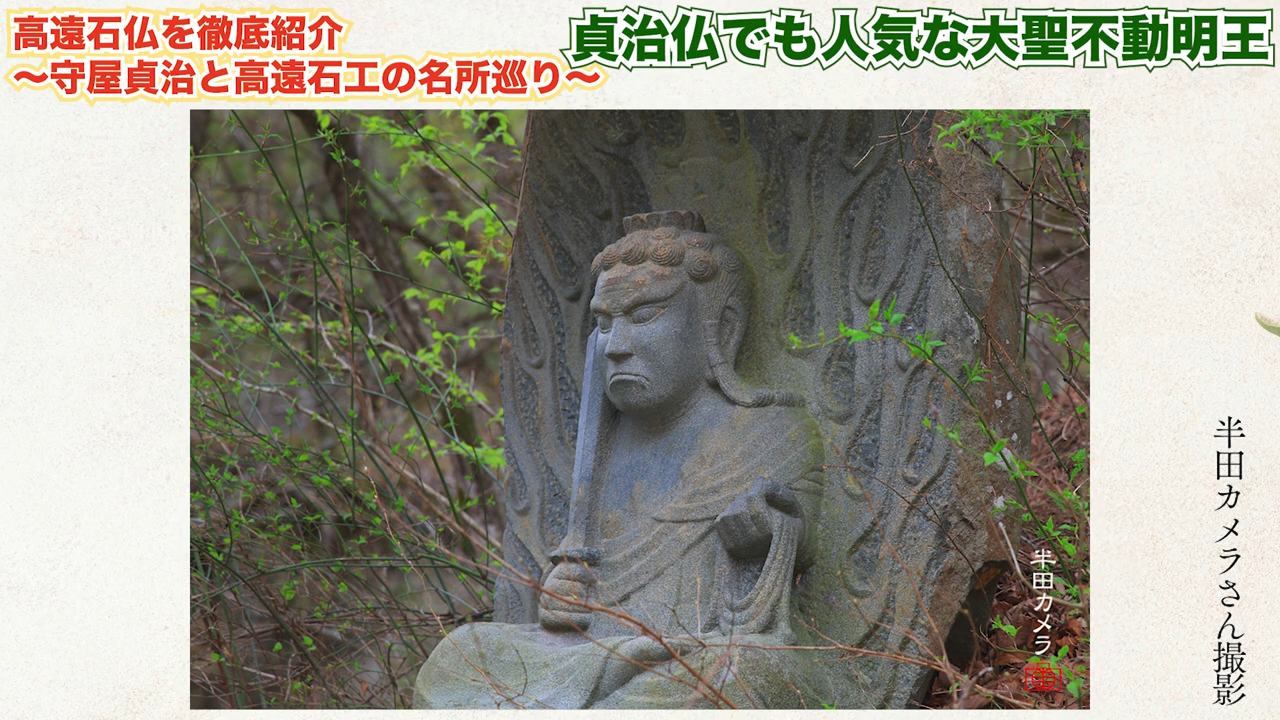 高遠石仏を徹底紹介
〜守屋貞治と高遠石工の名所巡り〜
貞治仏でも人気な大聖不動明王
半田カメラさん撮影
半田カメラ